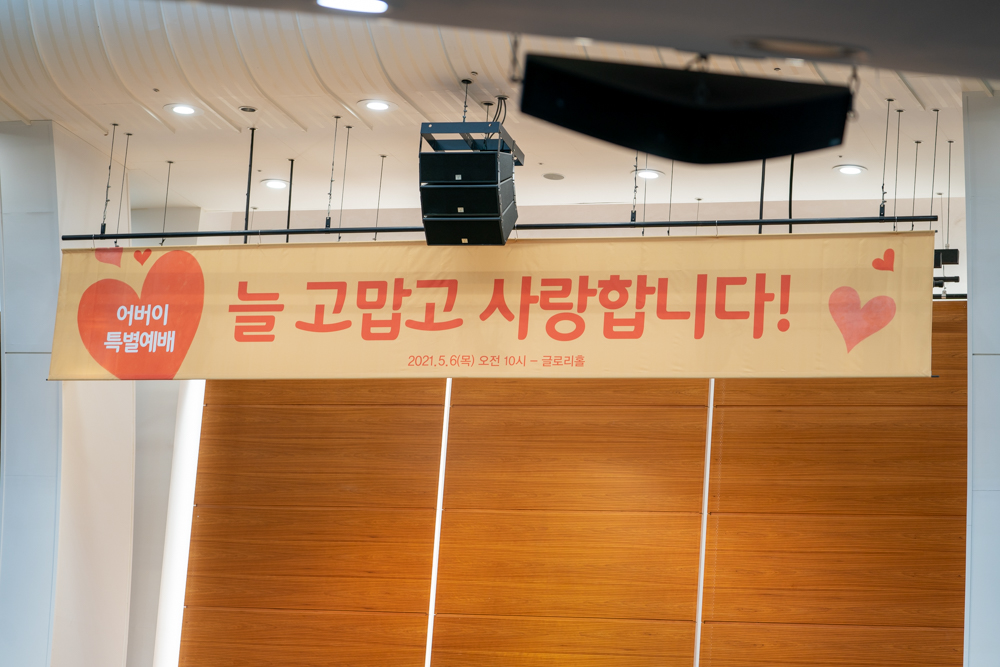 어버이
특별예배
늘 고맙고 사랑합니다!
2021. 5. 6(목) 오전 10시 – 글로리홀